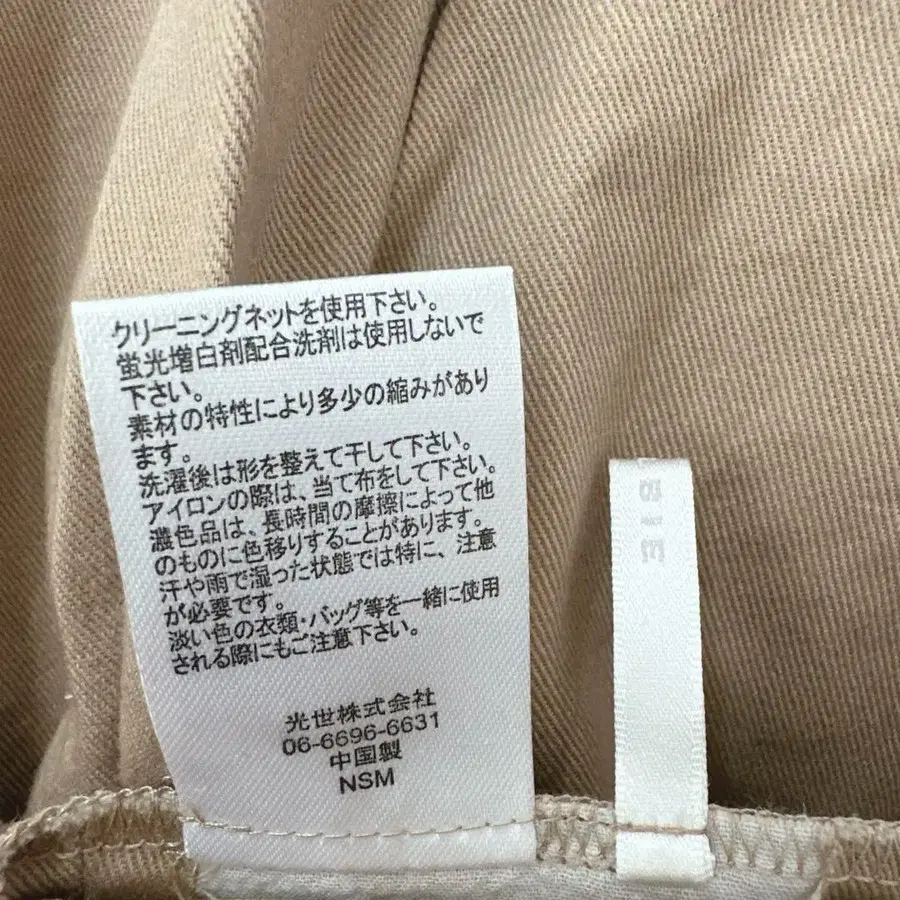 クリーニングネットを使用下さい。
蛍光増白剤配合洗剤は使用しないで
下さい。
素材の特性により多少の縮みがあり
ます。
洗濯後は形を整えて干して下さい。
アイロンの際は、当て布をして下さい。
濃色品は、長時間の摩擦によって他
のものに色移りすることがあります。
汗や雨で湿った状態では特に、注意
が必要です。
淡い色の衣類・バッグ等を一緒に使用
される際にもご注意下さい。
光世株式会社
06-6696-6631
中国製
NSM